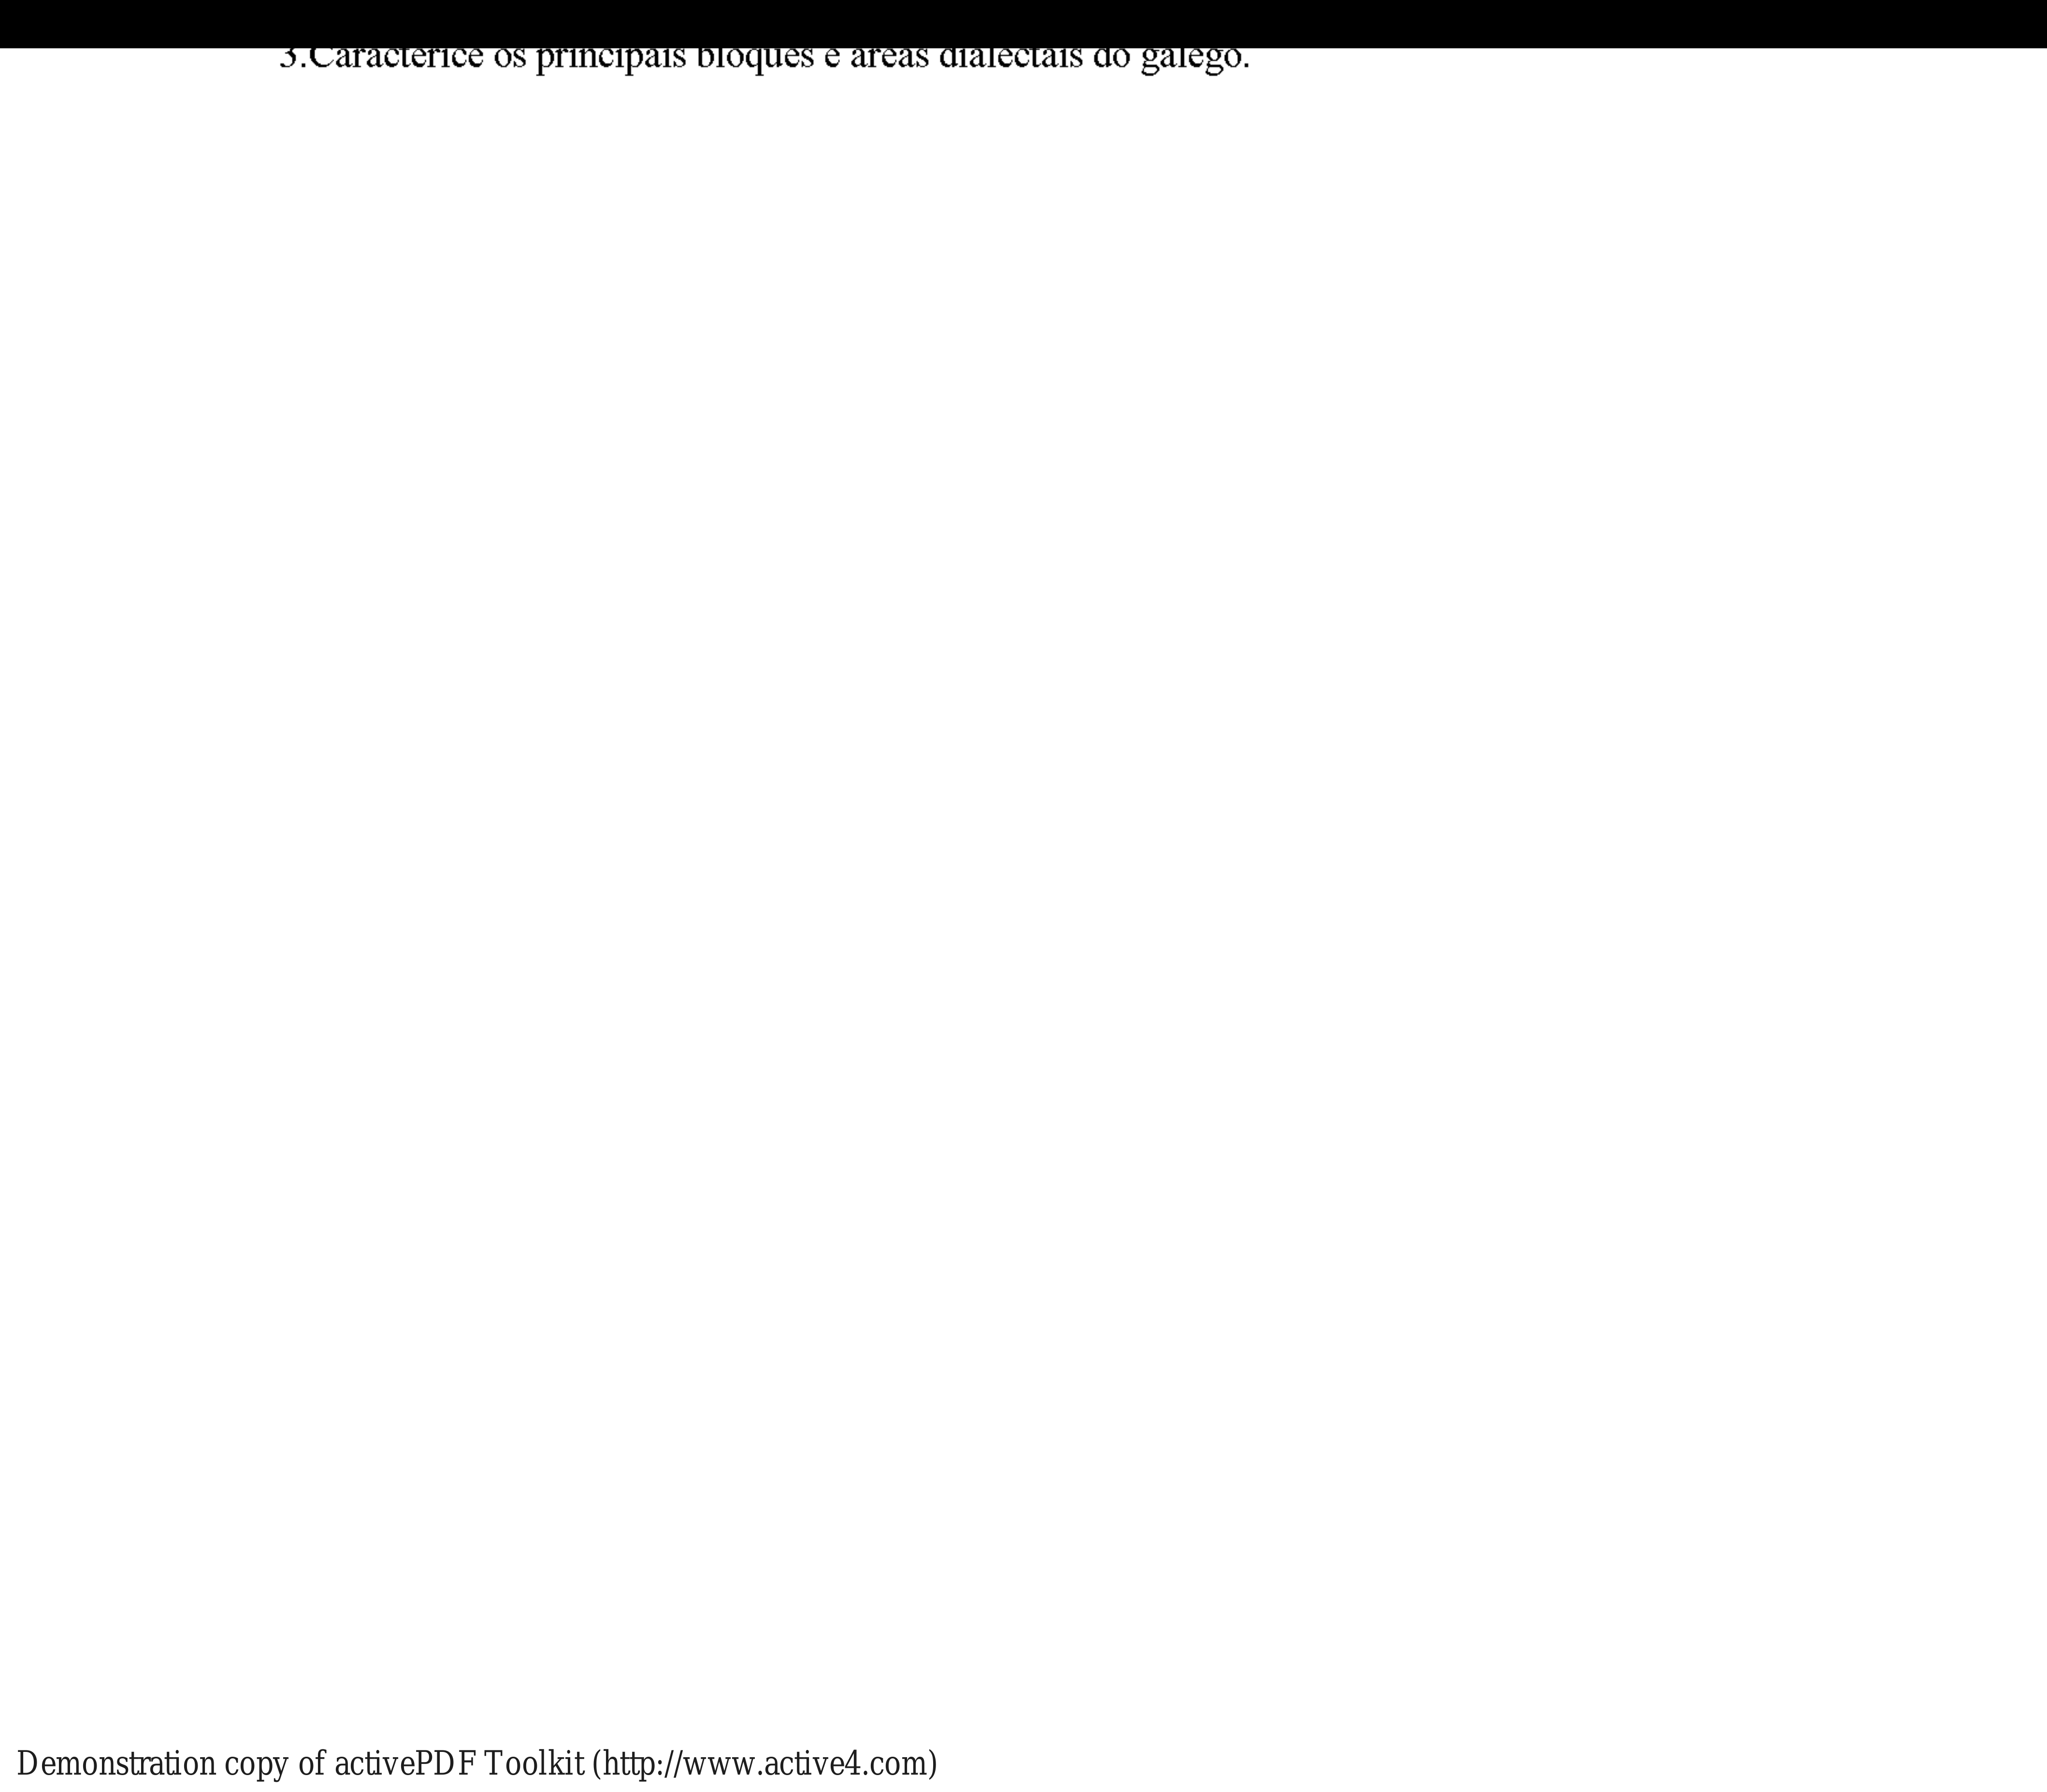 3.Caracterice os principais bloques e áreas dialectais do galego.
Demonstration copy of activePDF Toolkit (http://www.active4.com)